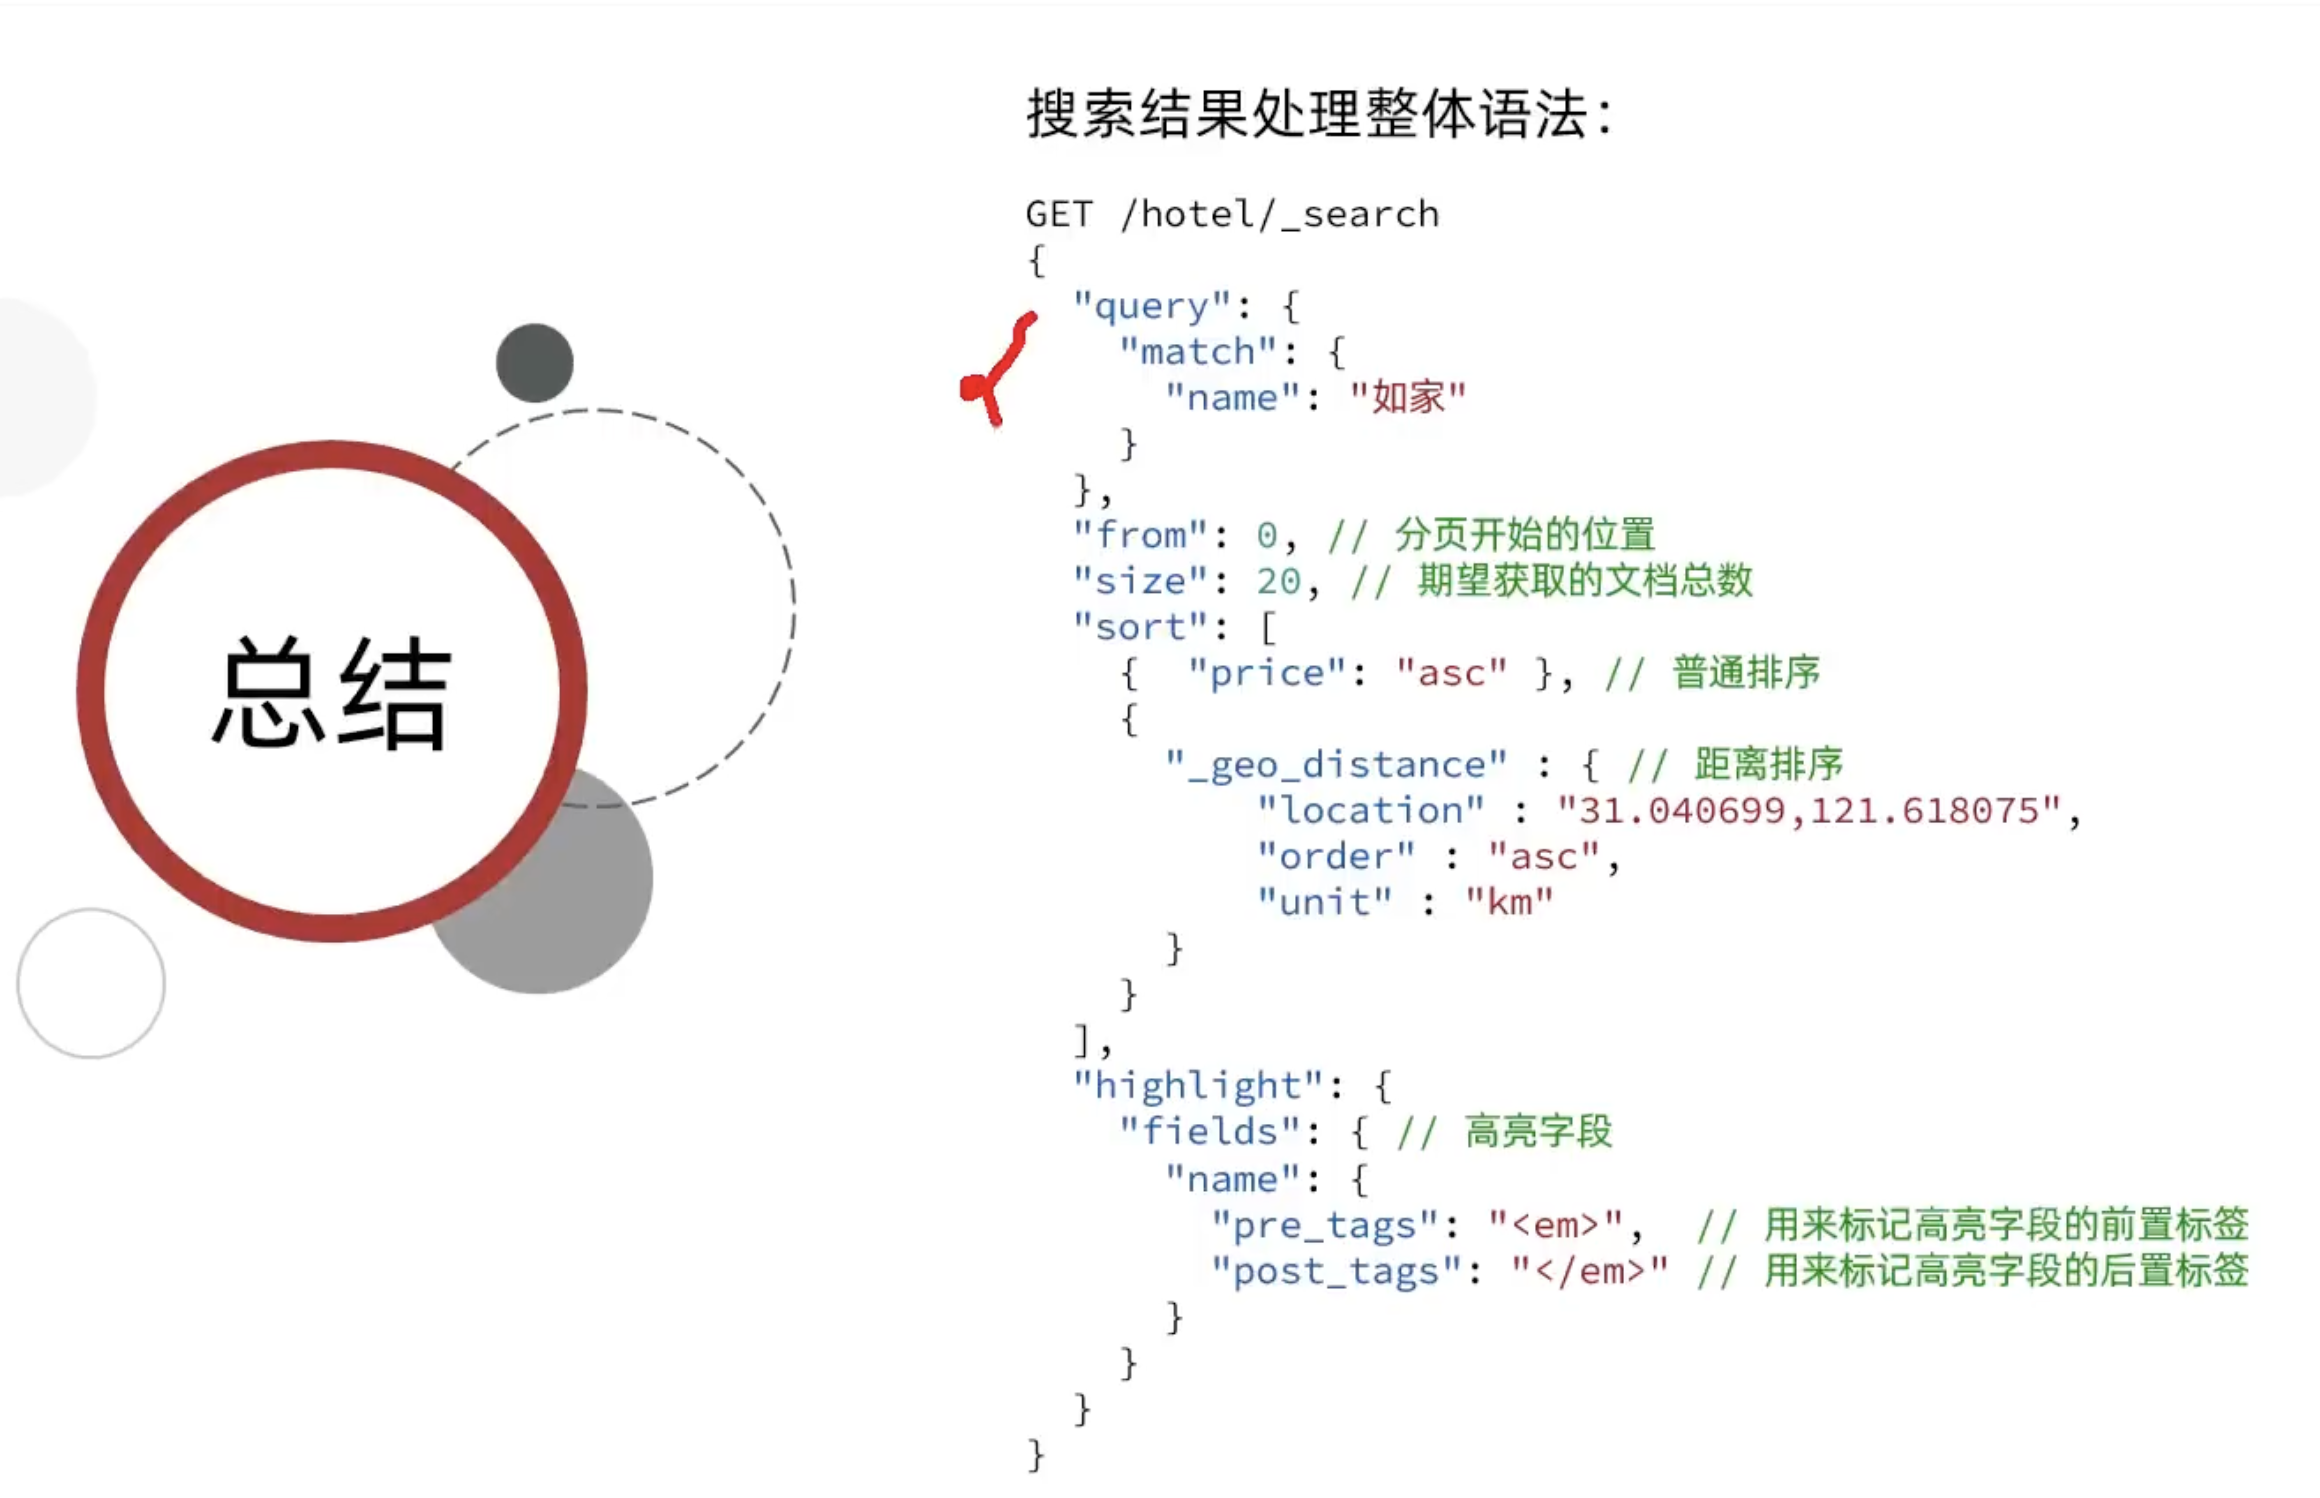 总结
搜索结果处理整体语法：
GET /hotel/_search
{
  "query": {
    "match": {
      "name": "如家"
    }
  },
  "from": 0, // 分页开始的位置
  "size": 20, // 期望获取的文档总数
  "sort": [
    {  "price": "asc" }, // 普通排序
    {
      "_geo_distance" : { // 距离排序
          "location" : "31.040699,121.618075",
          "order" : "asc",
          "unit" : "km"
      }
    }
  ],
  "highlight": {
    "fields": { // 高亮字段
      "name": {
        "pre_tags": "<em>",  // 用来标记高亮字段的前置标签
        "post_tags": "</em>" // 用来标记高亮字段的后置标签
      }
    }
  }
}